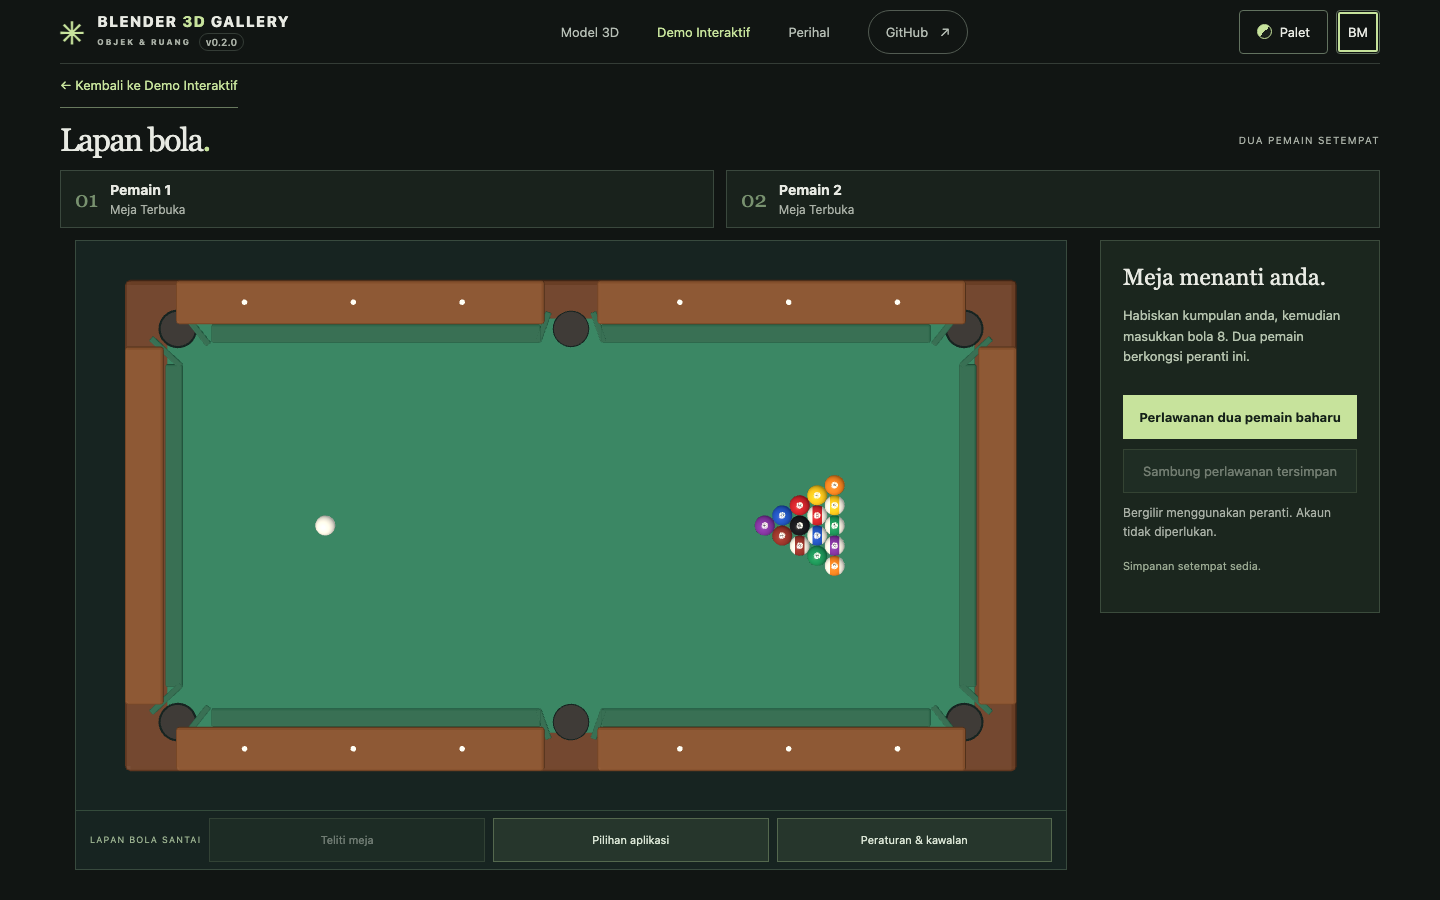 BLENDER 3D GALLERY
OBJEK & RUANG v0.2.0
Model 3D
Demo Interaktif
Perihal
GitHub ↗
Palet
BM
← Kembali ke Demo Interaktif
Lapan bola.
DUA PEMAIN SETEMPAT
01
Pemain 1
Meja Terbuka
02
Pemain 2
Meja Terbuka
Meja menanti anda.
Habiskan kumpulan anda, kemudian
masukkan bola 8. Dua pemain
berkongsi peranti ini.
Perlawanan dua pemain baharu
Sambung perlawanan tersimpan
Bergilir menggunakan peranti. Akaun
tidak diperlukan.
Simpanan setempat sedia.
LAPAN BOLA SANTAI
Teliti meja
Pilihan aplikasi
Peraturan & kawalan